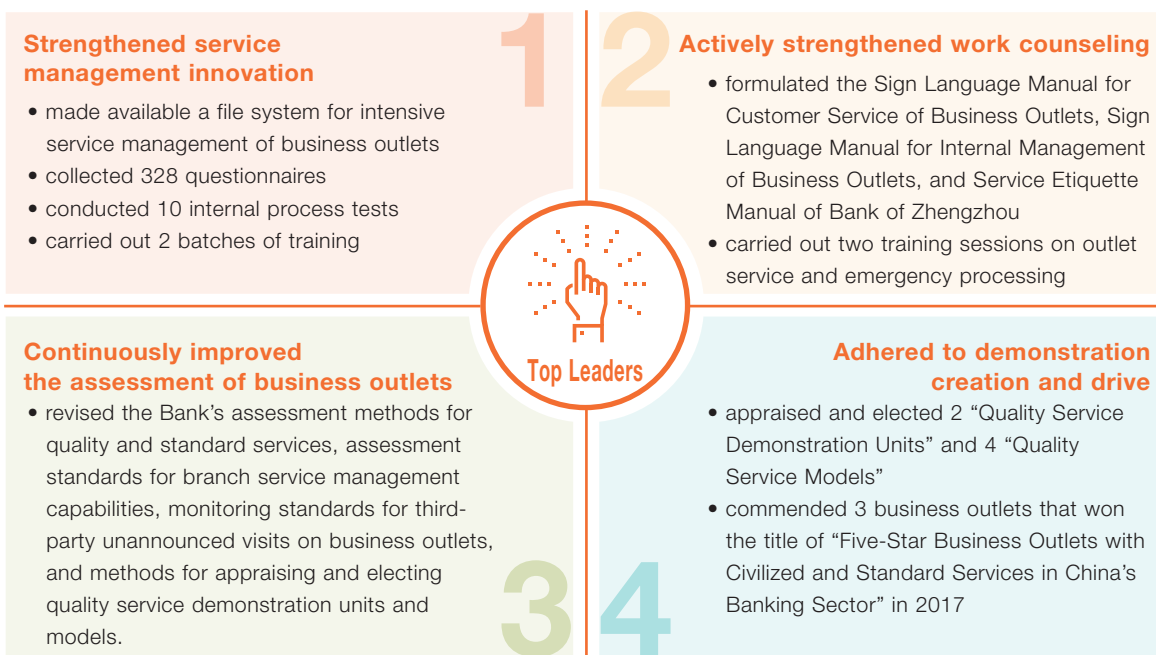 1
Strengthened service
management innovation
• made available a file system for intensive
service management of business outlets
• collected 328 questionnaires
• conducted 10 internal process tests
• carried out 2 batches of training
2
Actively strengthened work counseling
• formulated the Sign Language Manual for
Customer Service of Business Outlets, Sign
Language Manual for Internal Management
of Business Outlets, and Service Etiquette
Manual of Bank of Zhengzhou
• carried out two training sessions on outlet
service and emergency processing
Top Leaders
Continuously improved
the assessment of business outlets
• revised the Bank’s assessment methods for
quality and standard services, assessment
standards for branch service management
capabilities, monitoring standards for third-
party unannounced visits on business outlets,
and methods for appraising and electing
quality service demonstration units and
models.
3
Adhered to demonstration
creation and drive
• appraised and elected 2 “Quality Service
Demonstration Units” and 4 “Quality
Service Models”
• commended 3 business outlets that won
the title of “Five-Star Business Outlets with
Civilized and Standard Services in China’s
Banking Sector” in 2017
4